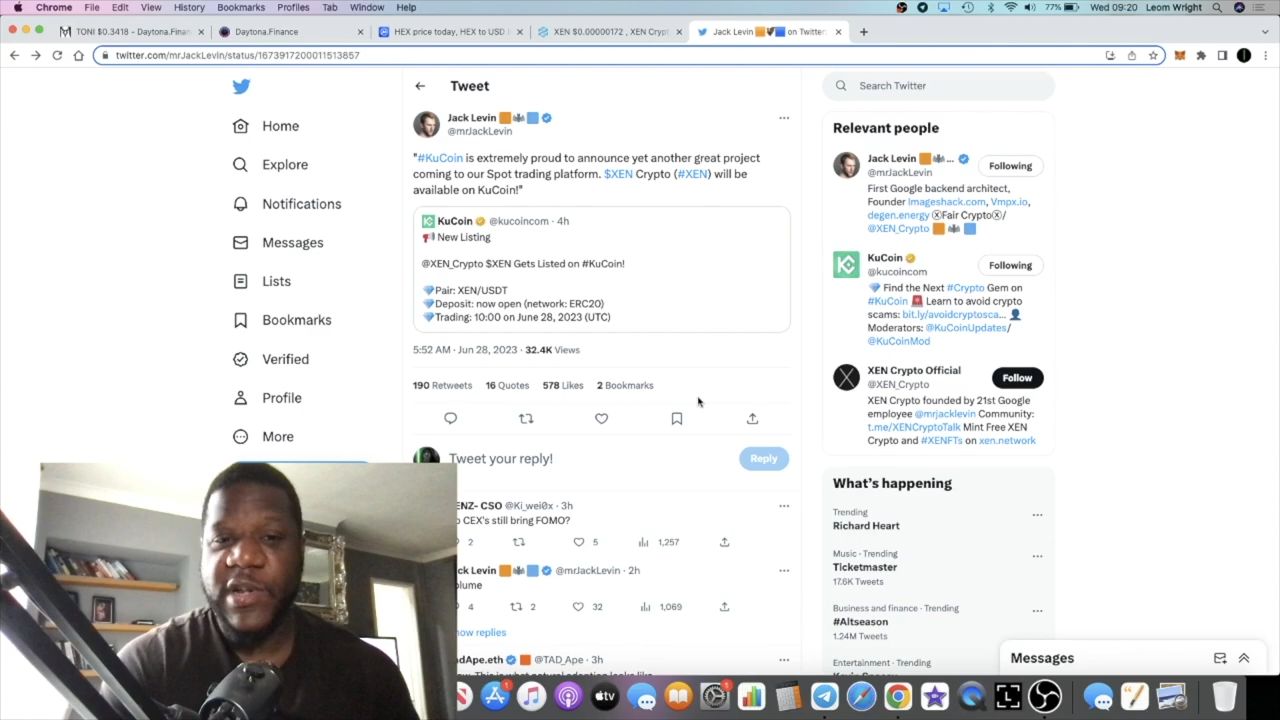 Chrome File Edit View History Bookmarks Profiles Tab Window Help
77% Wed 09:20 Leom Wright
TONI $0.3418 - Daytona.Finan
Daytona.Finance
HEX price today, HEX to USD
XEN $0.00000172 , XEN Crypt
Jack Levin on Twitter
twitter.com/mrJackLevin/status/1673917200011513857
Home
Explore
Notifications
Messages
Lists
Bookmarks
Verified
Profile
More
Tweet
Jack Levin
@mrJackLevin
"#KuCoin is extremely proud to announce yet another great project
coming to our Spot trading platform. $XEN Crypto (#XEN) will be
available on KuCoin!"
KuCoin @kucoincom · 4h
New Listing
@XEN_Crypto $XEN Gets Listed on #KuCoin!
Pair: XEN/USDT
Deposit: now open (network: ERC20)
Trading: 10:00 on June 28, 2023 (UTC)
5:52 AM · Jun 28, 2023 · 32.4K Views
190 Retweets 16 Quotes 578 Likes 2 Bookmarks
Tweet your reply!
Reply
ENZ- CSO @Ki_wei0x · 3h
o CEX's still bring FOMO?
2 5 1,257
ck Levin @mrJackLevin · 2h
olume
4 2 32 1,069
now replies
adApe.eth @TAD_Ape · 3h
Search Twitter
Relevant people
Jack Levin ...
@mrJackLevin
Following
First Google backend architect,
Founder Imageshack.com, Vmpx.io,
degen.energy ⓍFair CryptoⓍ/
@XEN_Crypto
KuCoin
@kucoincom
Following
Find the Next #Crypto Gem on
#KuCoin Learn to avoid crypto
scams: bit.ly/avoidcryptosca...
Moderators: @KuCoinUpdates/
@KuCoinMod
XEN Crypto Official
@XEN_Crypto
Follow
XEN Crypto founded by 21st Google
employee @mrjacklevin Community:
t.me/XENCryptoTalk Mint Free XEN
Crypto and #XENFTs on xen.network
What's happening
Trending
Richard Heart
Music · Trending
Ticketmaster
17.6K Tweets
Business and finance · Trending
#Altseason
1.24M Tweets
Entertainment · Trending
Messages
tv